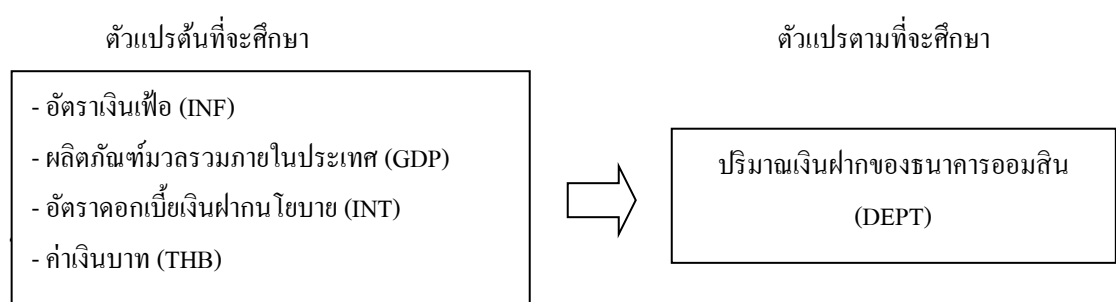 ตัวแปรต้นที่จะศึกษา
- อัตราเงินเฟ้อ (INF)
- ผลิตภัณฑ์มวลรวมภายในประเทศ (GDP)
- อัตราดอกเบี้ยเงินฝากนโยบาย (INT)
- ค่าเงินบาท (THB)
ตัวแปรตามที่จะศึกษา
ปริมาณเงินฝากของธนาคารออมสิน
(DEPT)